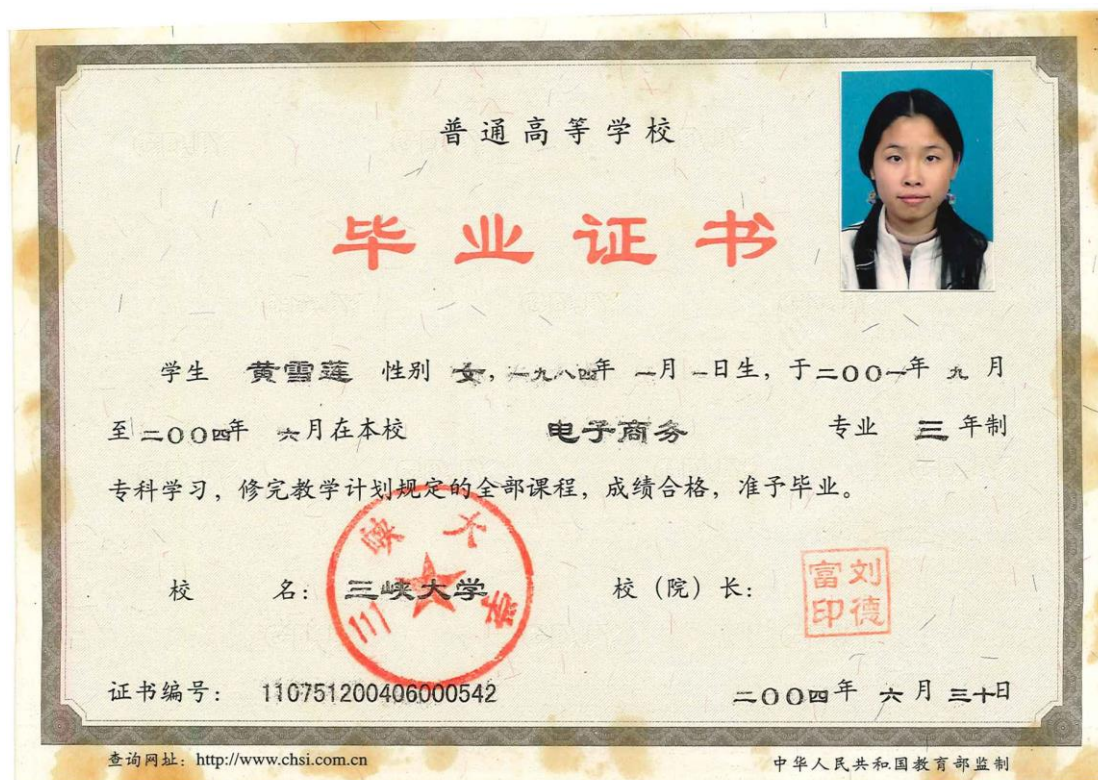 普通高等学校
毕业证书
学生 黄雪莲 性别 女，一九八四年 一月 一日生，于二〇〇一年 九 月
至二〇〇四年 六月在本校 电子商务 专业 三 年制
专科学习，修完教学计划规定的全部课程，成绩合格，准予毕业。
三峡大学
校 名：三峡大学 校（院）长：
刘德富印
证书编号： 110751200406000542 二〇〇四年 六 月 三十日
查询网址：http://www.chsi.com.cn 中华人民共和国教育部监制